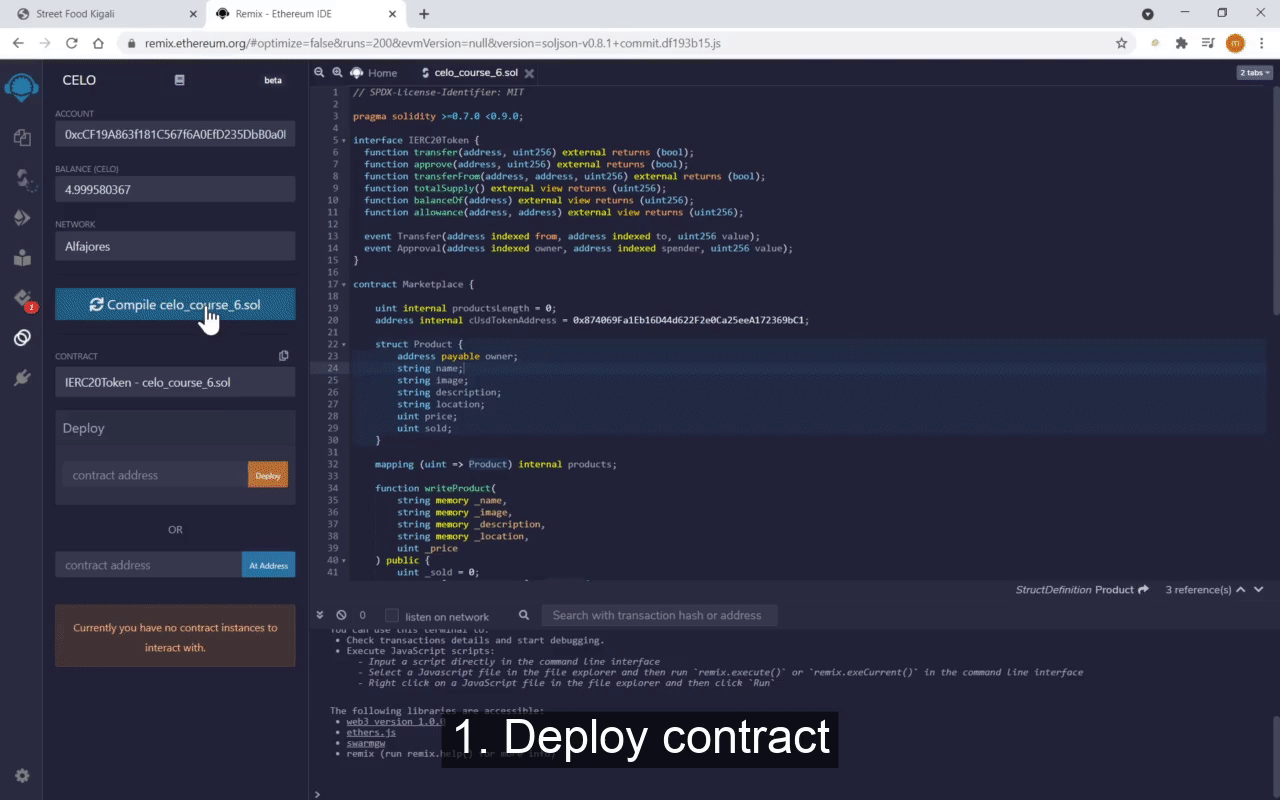 Street Food Kigali
Remix - Ethereum IDE
remix.ethereum.org/#optimize=false&runs=200&evmVersion=null&version=soljson-v0.8.1+commit.df193b15.js
CELO
beta
ACCOUNT
0xcCF19A863f181C567f6A0EfD235DbB0a0l
BALANCE (CELO)
4.999580367
NETWORK
Alfajores
Compile celo_course_6.sol
CONTRACT
IERC20Token - celo_course_6.sol
Deploy
contract address
Deploy
OR
contract address
At Address
Currently you have no contract instances to
interact with.
Home
celo_course_6.sol
2 tabs
1 // SPDX-License-Identifier: MIT
2
3 pragma solidity >=0.7.0 <0.9.0;
4
5 interface IERC20Token {
6 function transfer(address, uint256) external returns (bool);
7 function approve(address, uint256) external returns (bool);
8 function transferFrom(address, address, uint256) external returns (bool);
9 function totalSupply() external view returns (uint256);
10 function balanceOf(address) external view returns (uint256);
11 function allowance(address, address) external view returns (uint256);
12
13 event Transfer(address indexed from, address indexed to, uint256 value);
14 event Approval(address indexed owner, address indexed spender, uint256 value);
15 }
16
17 contract Marketplace {
18
19 uint internal productsLength = 0;
20 address internal cUsdTokenAddress = 0x874069Fa1Eb16D44d622F2e0Ca25eeA172369bC1;
21
22 struct Product {
23 address payable owner;
24 string name;
25 string image;
26 string description;
27 string location;
28 uint price;
29 uint sold;
30 }
31
32 mapping (uint => Product) internal products;
33
34 function writeProduct(
35 string memory _name,
36 string memory _image,
37 string memory _description,
38 string memory _location,
39 uint _price
40 ) public {
41 uint _sold = 0;
StructDefinition Product 3 reference(s)
0 listen on network Search with transaction hash or address
You can use this terminal to:
• Check transactions details and start debugging.
• Execute JavaScript scripts:
- Input a script directly in the command line interface
- Select a Javascript file in the file explorer and then run `remix.execute()` or `remix.exeCurrent()` in the command line interface
- Right click on a JavaScript file in the file explorer and then click `Run`
The following libraries are accessible:
• web3 version 1.0.0
• ethers.js
• swarmgw
• remix (run remix.help() for more info)
>
1
m
1. Deploy contract